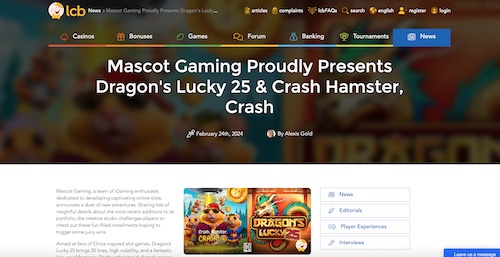 lcb
News > Mascot Gaming Proudly Presents Dragon's Lucky ...
articles
complaints
lcbFAQs
search
english
register
login
Casinos
Bonuses
Games
Forum
Banking
Tournaments
News
Mascot Gaming Proudly Presents
Dragon's Lucky 25 & Crash Hamster,
Crash
February 24th, 2024
By Alexis Gold
Mascot Gaming, a team of iGaming enthusiasts
dedicated to developing captivating online slots,
announces a duet of new adventures. Sharing lots of
insightful details about the most recent additions to its
portfolio, the creative studio challenges players to
check out these fun-filled installments hoping to
trigger some juicy wins.
Aimed at fans of China-inspired slot games, Dragon's
Lucky 25 brings 20 lines, high volatility, and a fantastic
Crash,
Hamster,
CRASH
DRAGON'S
LUCKY 25
News
Editorials
Player Experiences
Interviews
Leave us a message